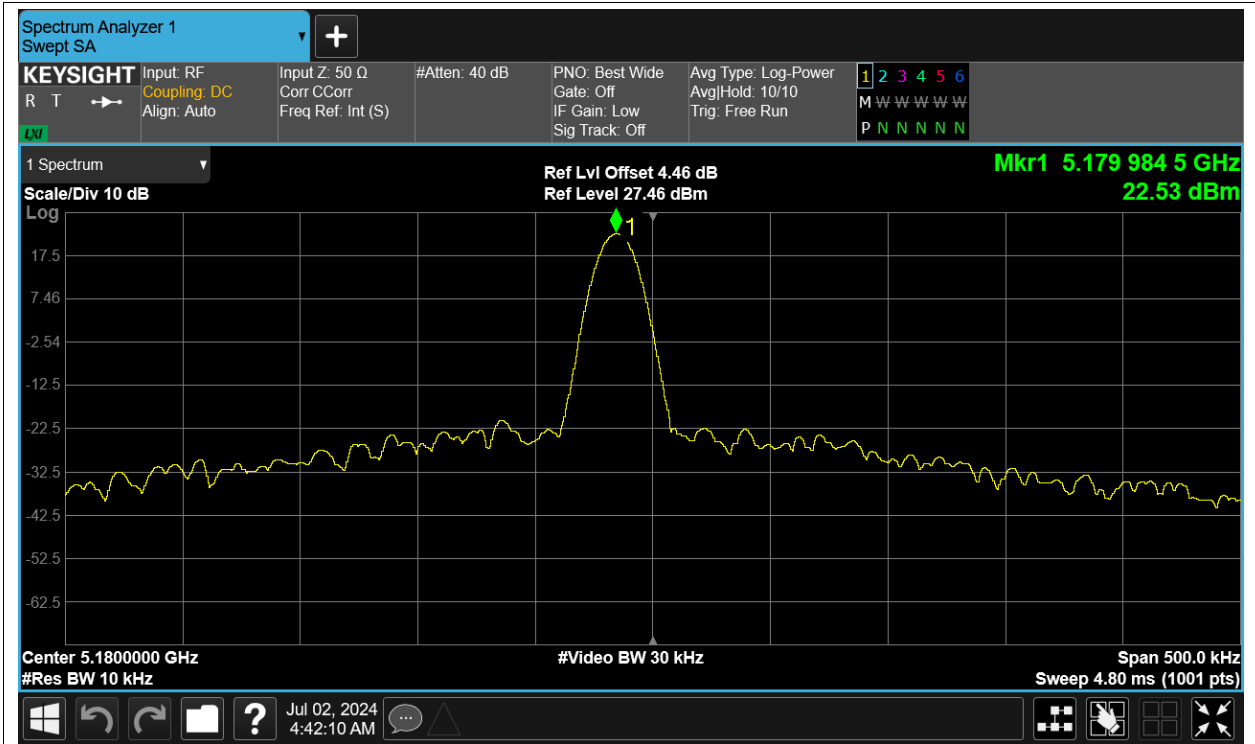 Spectrum Analyzer 1
Swept SA
KEYSIGHT
R T
LXI
Input: RF
Coupling: DC
Align: Auto
Input Z: 50 Ω
Corr CCorr
Freq Ref: Int (S)
#Atten: 40 dB
PNO: Best Wide
Gate: Off
IF Gain: Low
Sig Track: Off
Avg Type: Log-Power
Avg|Hold: 10/10
Trig: Free Run
1 2 3 4 5 6
M W W W W W W
P N N N N N
1 Spectrum
Scale/Div 10 dB
Log
Ref Lvl Offset 4.46 dB
Ref Level 27.46 dBm
Mkr1 5.179 984 5 GHz
22.53 dBm
1
17.5
7.46
-2.54
-12.5
-22.5
-32.5
-42.5
-52.5
-62.5
Center 5.1800000 GHz
#Video BW 30 kHz
Span 500.0 kHz
#Res BW 10 kHz
Sweep 4.80 ms (1001 pts)
?
Jul 02, 2024
4:42:10 AM